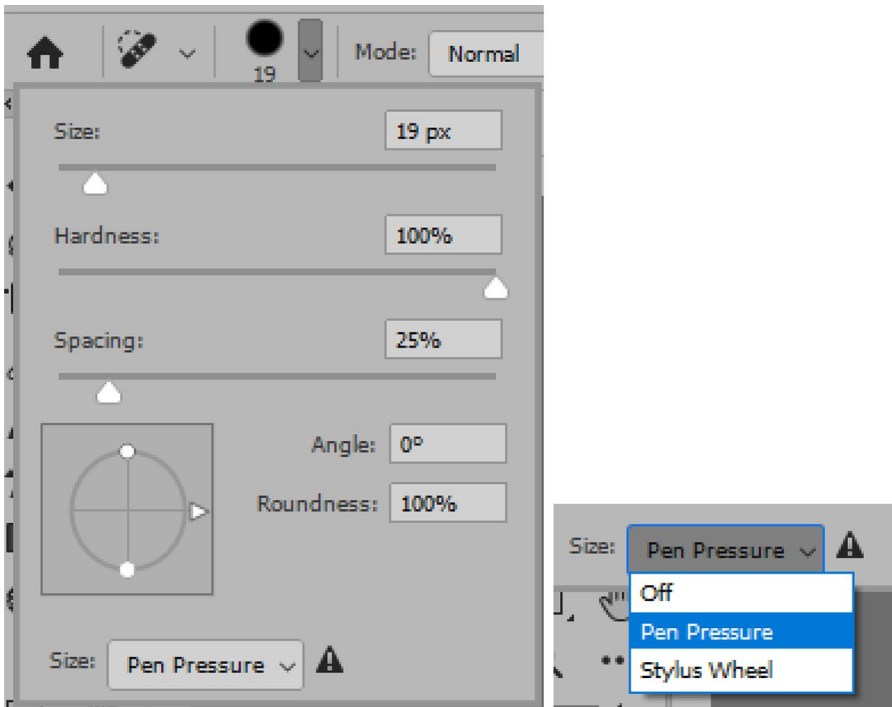 19
Mode: Normal
Size: 19 px
Hardness: 100%
Spacing: 25%
Angle: 0°
Roundness: 100%
Size: Pen Pressure
Size: Pen Pressure
Off
Pen Pressure
Stylus Wheel